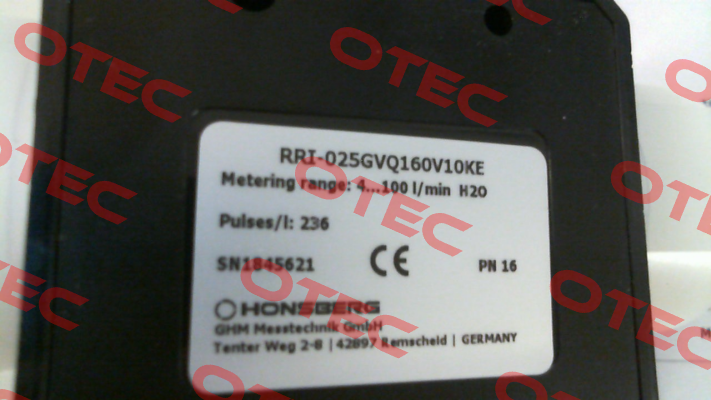 RRI-025GVQ160V10KE
Metering range: 4...100 l/min H2O
Pulses/l: 236
SN1845621 CE PN 16
HONSBERG
GHM Messtechnik GmbH
Tenter Weg 2-8 | 42897 Remscheid | GERMANY
OTEC
OTEC
OTEC
OTEC
OTEC
OTEC
OTEC
OTEC
OTEC